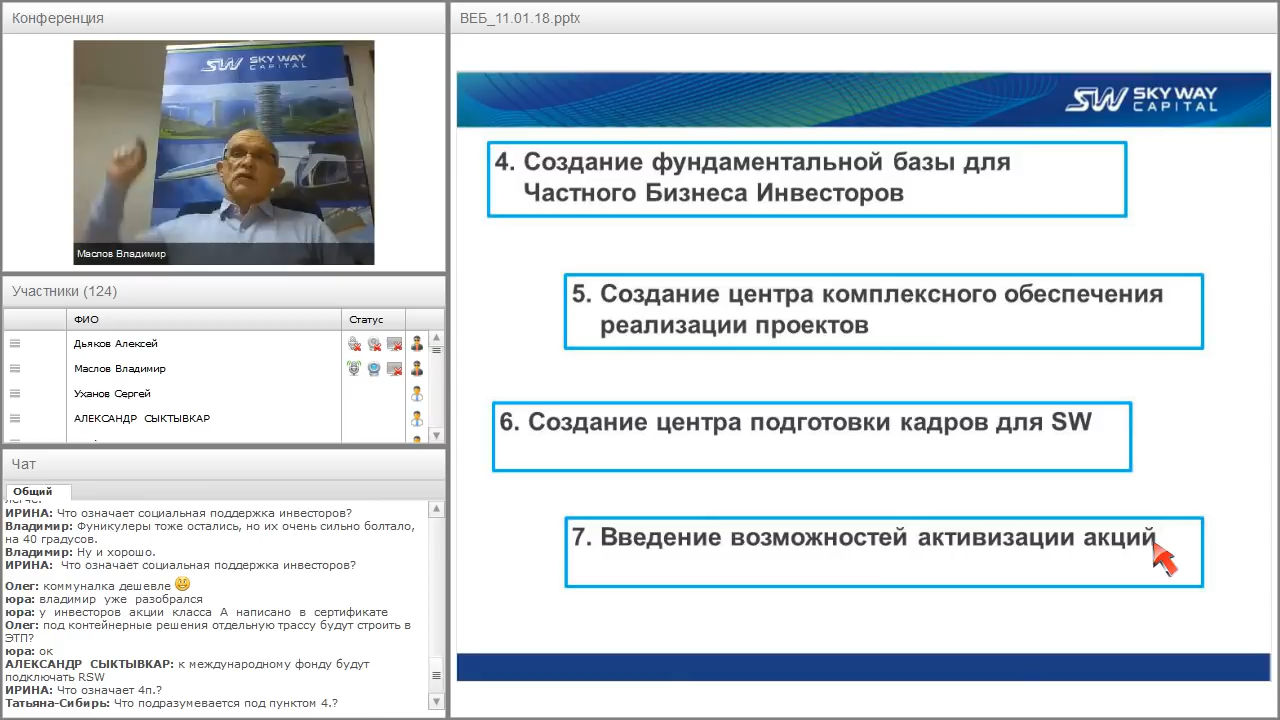 Конференция
SW SKY WAY
CAPITAL
Маслов Владимир
Участники (124)
ФИО
Статус
Дьяков Алексей
Маслов Владимир
Уханов Сергей
АЛЕКСАНДР СЫКТЫВКАР
Чат
Общий
ИРИНА: Что означает социальная поддержка инвесторов?
Владимир: Фуникулеры тоже остались, но их очень сильно болтало,
на 40 градусов.
Владимир: Ну и хорошо.
ИРИНА: Что означает социальная поддержка инвесторов?
Олег: коммуналка дешевле
юра: владимир уже разобрался
юра: у инвесторов акции класса А написано в сертификате
Олег: под контейнерные решения отдельную трассу будут строить в
ЭТП?
юра: ок
АЛЕКСАНДР СЫКТЫВКАР: к международному фонду будут
подключать RSW
ИРИНА: Что означает 4п.?
Татьяна-Сибирь: Что подразумевается под пунктом 4.?
ВЕБ_11.01.18.pptx
SW SKY WAY
CAPITAL
4. Создание фундаментальной базы для
Частного Бизнеса Инвесторов
5. Создание центра комплексного обеспечения
реализации проектов
6. Создание центра подготовки кадров для SW
7. Введение возможностей активизации акций